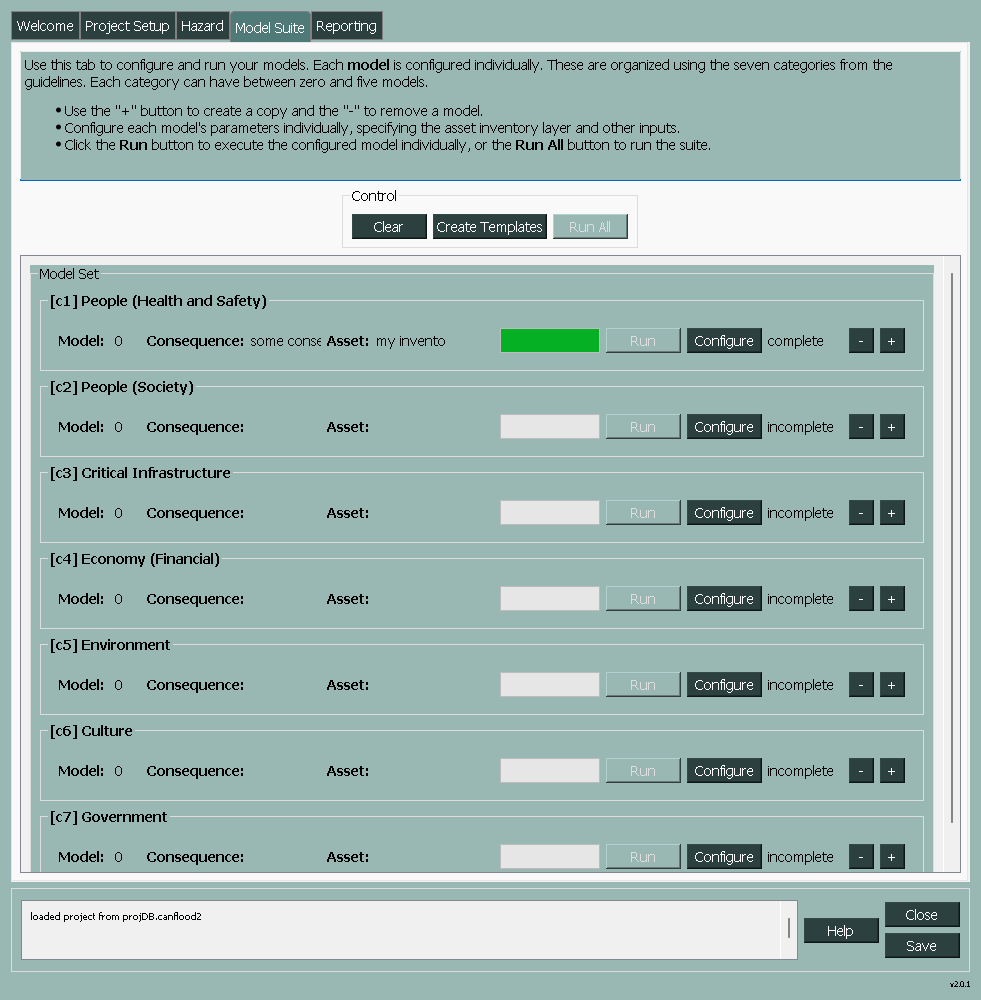 Welcome Project Setup Hazard Model Suite Reporting
Use this tab to configure and run your models. Each model is configured individually. These are organized using the seven categories from the
guidelines. Each category can have between zero and five models.
• Use the "+" button to create a copy and the "-" to remove a model.
• Configure each model's parameters individually, specifying the asset inventory layer and other inputs.
• Click the Run button to execute the configured model individually, or the Run All button to run the suite.
Control
Clear Create Templates Run All
Model Set
[c1] People (Health and Safety)
Model: 0 Consequence: some conse Asset: my invento Run Configure complete - +
[c2] People (Society)
Model: 0 Consequence: Asset: Run Configure incomplete - +
[c3] Critical Infrastructure
Model: 0 Consequence: Asset: Run Configure incomplete - +
[c4] Economy (Financial)
Model: 0 Consequence: Asset: Run Configure incomplete - +
[c5] Environment
Model: 0 Consequence: Asset: Run Configure incomplete - +
[c6] Culture
Model: 0 Consequence: Asset: Run Configure incomplete - +
[c7] Government
Model: 0 Consequence: Asset: Run Configure incomplete - +
loaded project from projDB.canflood2
Help
Close
Save
v2.0.1